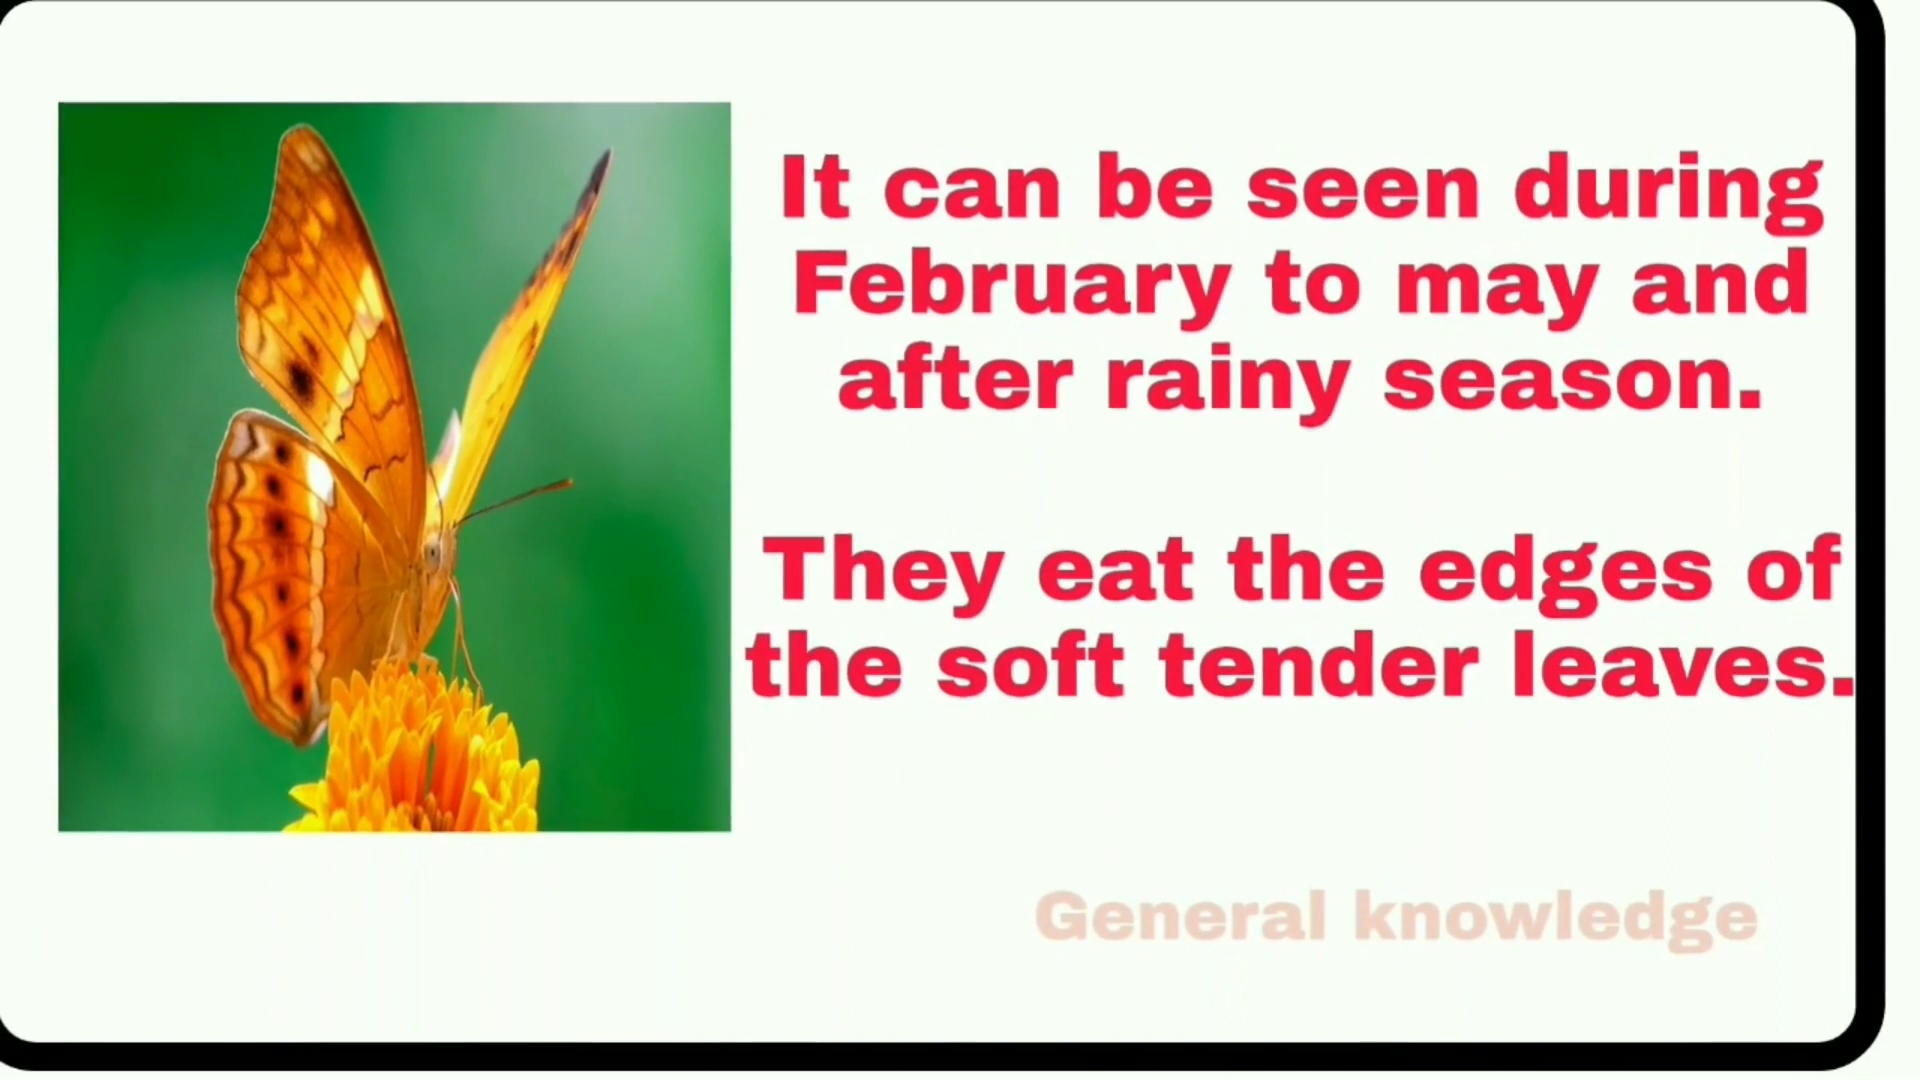 It can be seen during
February to may and
after rainy season.
They eat the edges of
the soft tender leaves.
General knowledge